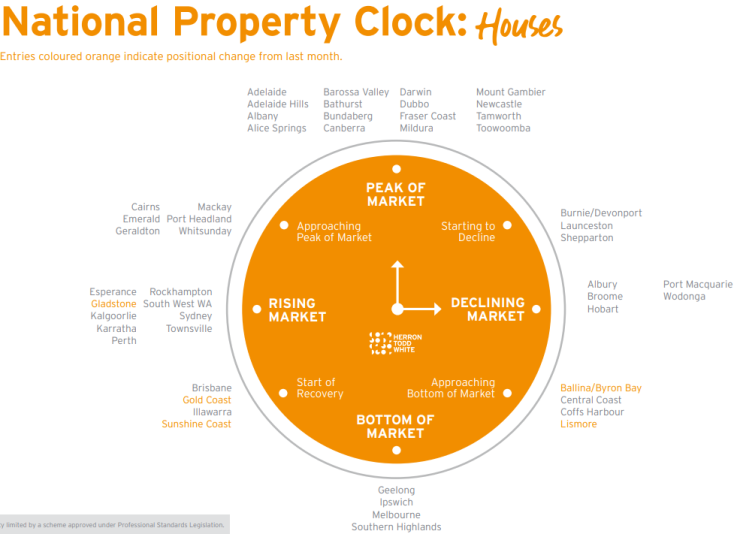 National Property Clock: Houses
Entries coloured orange indicate positional change from last month.
Adelaide
Adelaide Hills
Albany
Alice Springs
Barossa Valley
Bathurst
Bundaberg
Canberra
Darwin
Dubbo
Fraser Coast
Mildura
Mount Gambier
Newcastle
Tamworth
Toowoomba
PEAK OF
MARKET
Cairns
Emerald
Geraldton
Mackay
Port Headland
Whitsunday
Approaching
Peak of Market
Starting to
Decline
Burnie/Devonport
Launceston
Shepparton
Esperance
Gladstone
Kalgoorlie
Karratha
Perth
Rockhampton
South West WA
Sydney
Townsville
RISING
MARKET
DECLINING
MARKET
Albury
Broome
Hobart
Port Macquarie
Wodonga
HERRON
TODD
WHITE
Brisbane
Gold Coast
Illawarra
Sunshine Coast
Start of
Recovery
Approaching
Bottom of Market
Ballina/Byron Bay
Central Coast
Coffs Harbour
Lismore
BOTTOM OF
MARKET
Geelong
Ipswich
Melbourne
Southern Highlands
y limited by a scheme approved under Professional Standards Legislation.